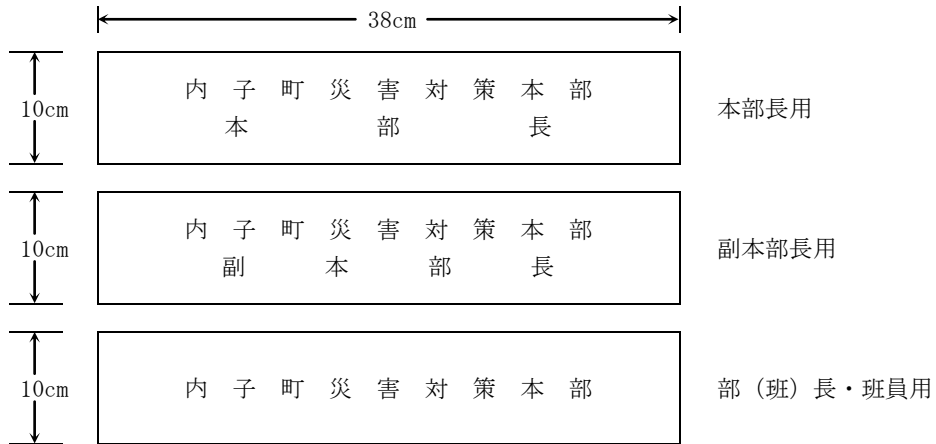 38cm
内子町災害対策本部
本部長
10cm
本部長用
内子町災害対策本部
副本部長
10cm
副本部長用
内子町災害対策本部
10cm
部（班）長・班員用